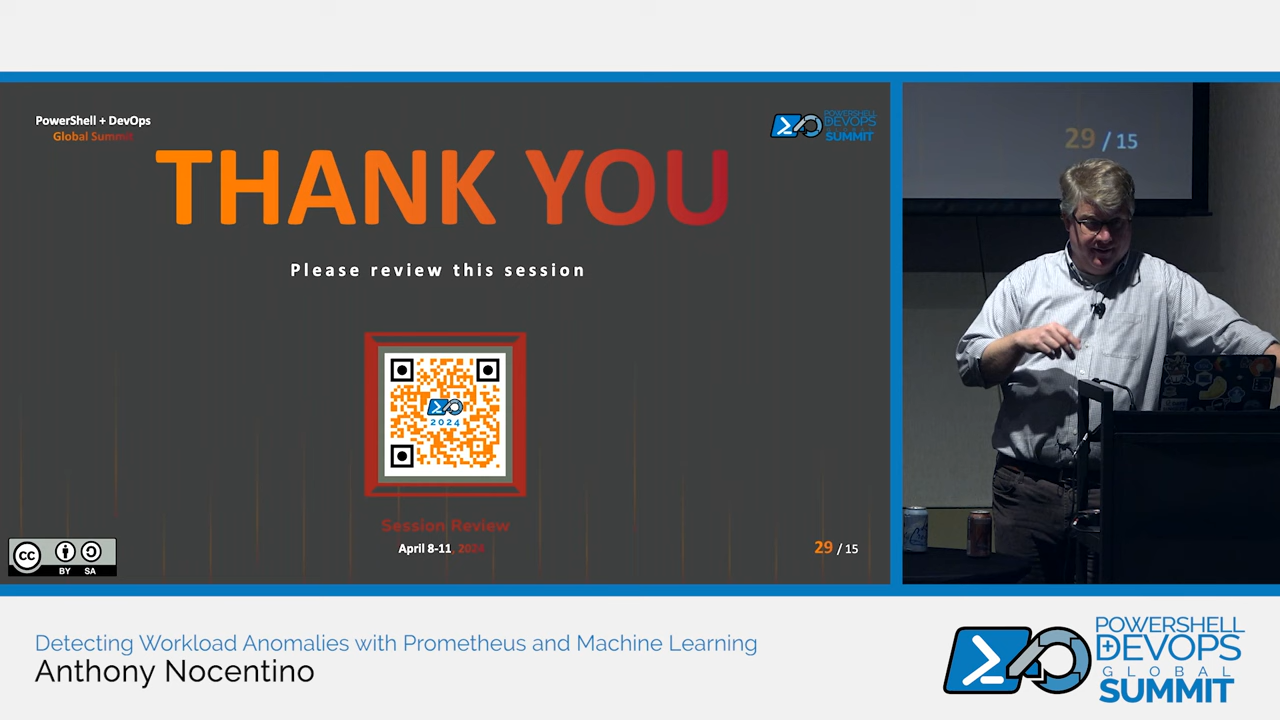 PowerShell + DevOps
Global Summit
POWERSHELL
DEVOPS
GLOBAL
SUMMIT
29 / 15
THANK YOU
Please review this session
2024
Session Review
April 8-11, 2024
29 / 15
CC
BY SA
Detecting Workload Anomalies with Prometheus and Machine Learning
Anthony Nocentino
POWERSHELL
DEVOPS
GLOBAL
SUMMIT